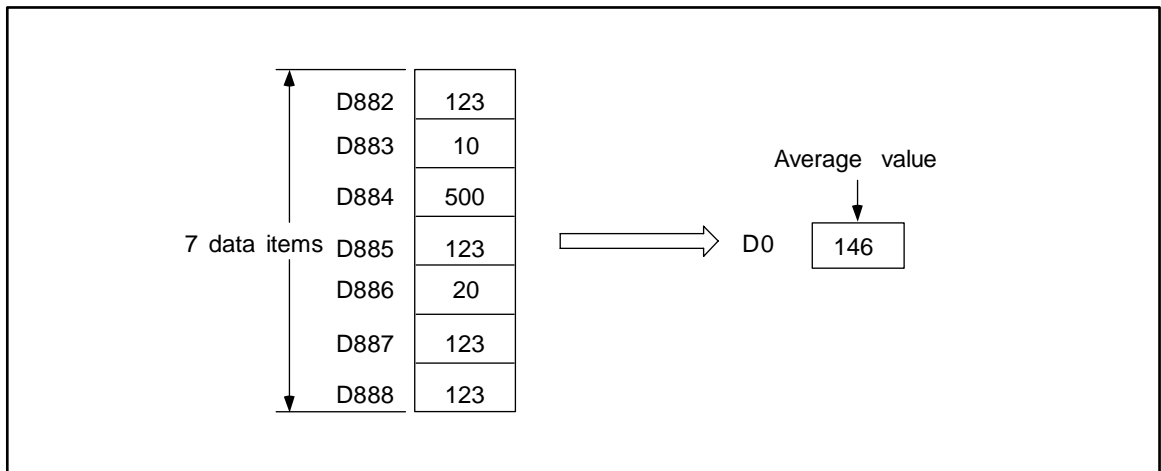 D882 123
D883 10
Average value
D884 500
7 data items D885 123 D0 146
D886 20
D887 123
D888 123